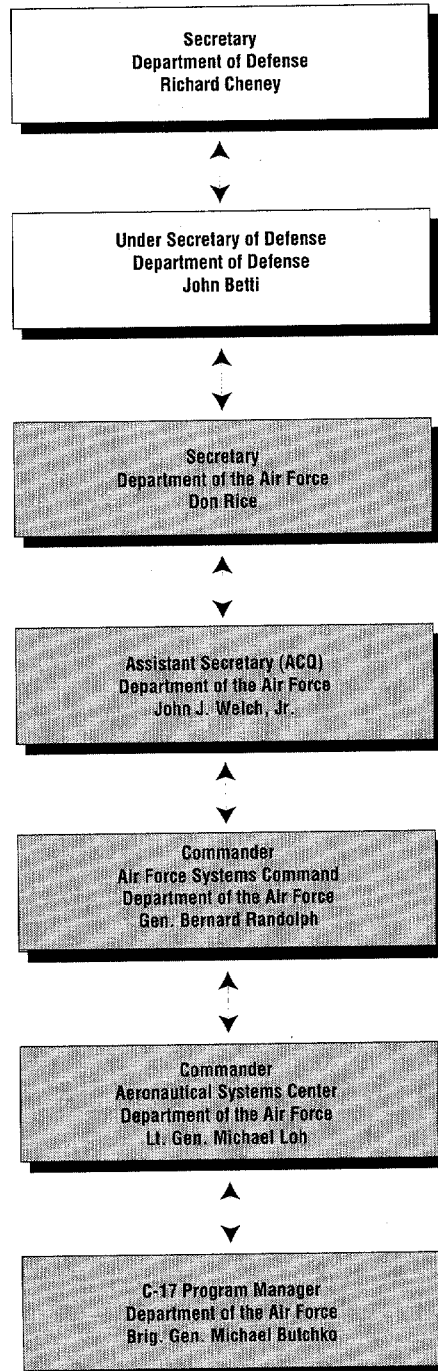 Secretary
Department of Defense
Richard Cheney
Under Secretary of Defense
Department of Defense
John Betti
Secretary
Department of the Air Force
Don Rice
Assistant Secretary (ACQ)
Department of the Air Force
John J. Welch, Jr.
Commander
Air Force Systems Command
Department of the Air Force
Gen. Bernard Randolph
Commander
Aeronautical Systems Center
Department of the Air Force
Lt. Gen. Michael Loh
C-17 Program Manager
Department of the Air Force
Brig. Gen. Michael Butchko